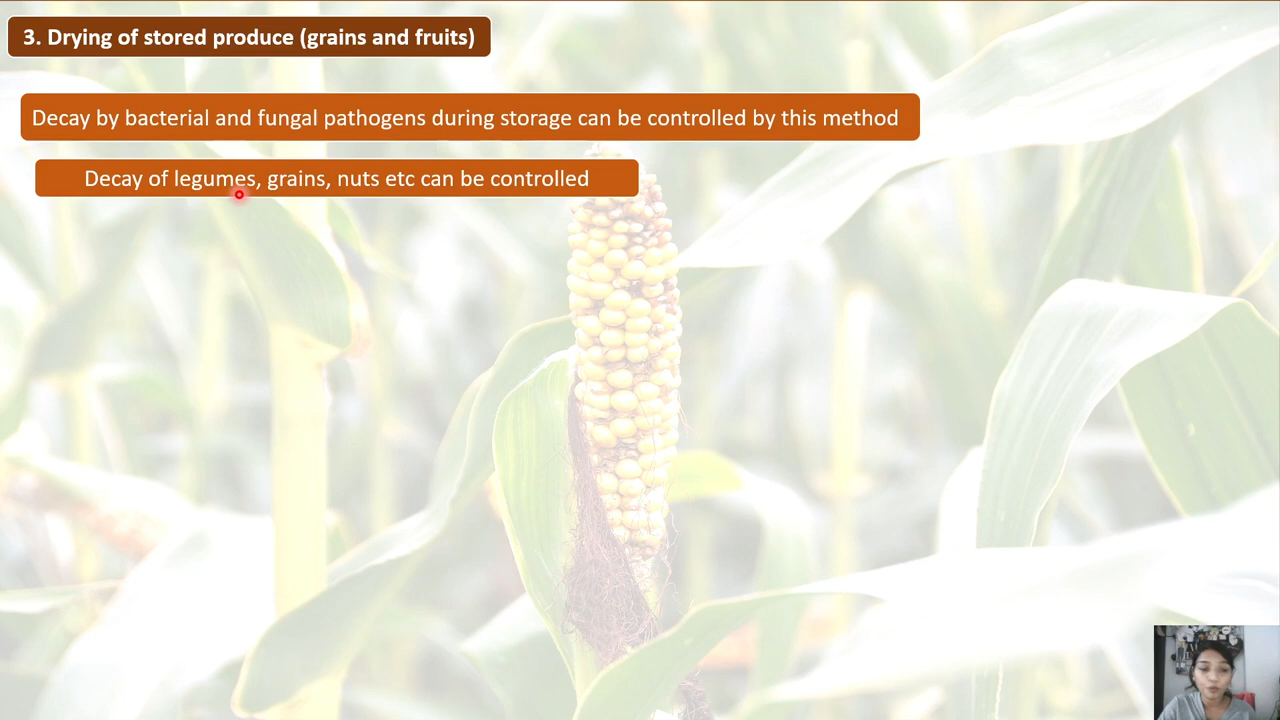 3. Drying of stored produce (grains and fruits)
Decay by bacterial and fungal pathogens during storage can be controlled by this method
Decay of legumes, grains, nuts etc can be controlled